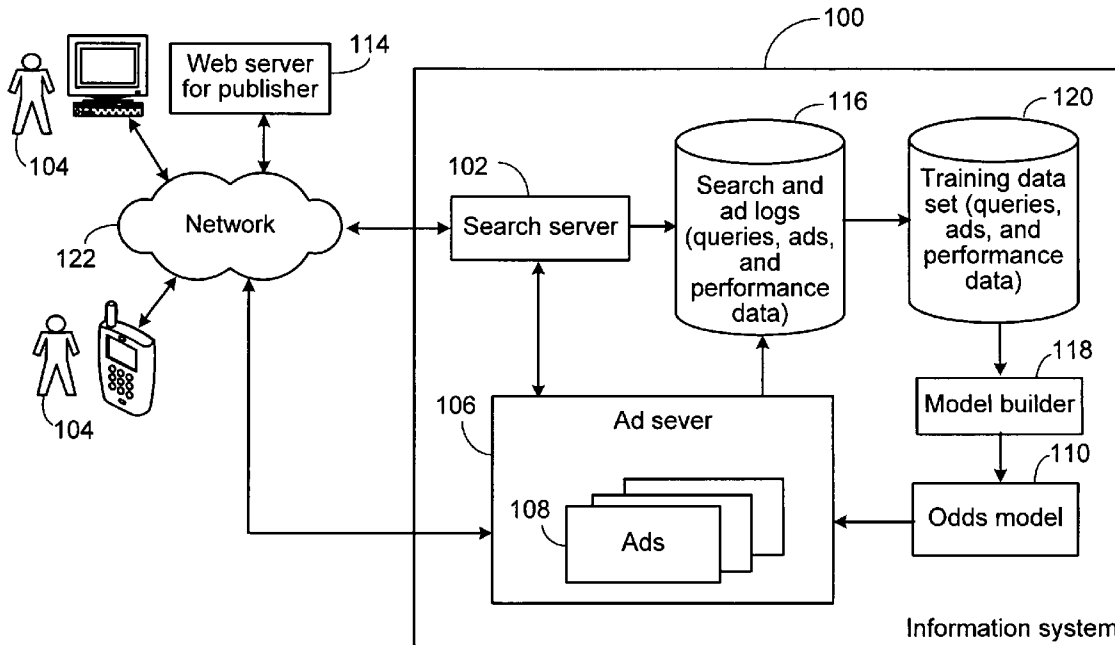 100
114
Web server
for publisher
104
116
120
102
Search server
Search and
ad logs
(queries, ads,
and
performance
data)
Training data
set (queries,
ads, and
performance
data)
Network
122
118
Model builder
104
106
Ad sever
110
Odds model
108
Ads
Information system